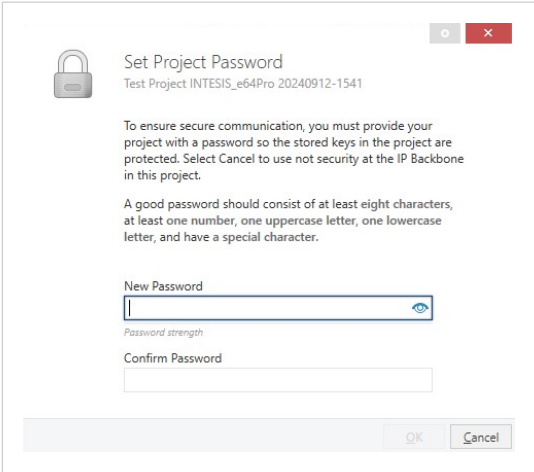 Set Project Password
Test Project INTESIS_e64Pro 20240912-1541
To ensure secure communication, you must provide your
project with a password so the stored keys in the project are
protected. Select Cancel to use not security at the IP Backbone
in this project.
A good password should consist of at least eight characters,
at least one number, one uppercase letter, one lowercase
letter, and have a special character.
New Password
Password strength
Confirm Password
OK
Cancel